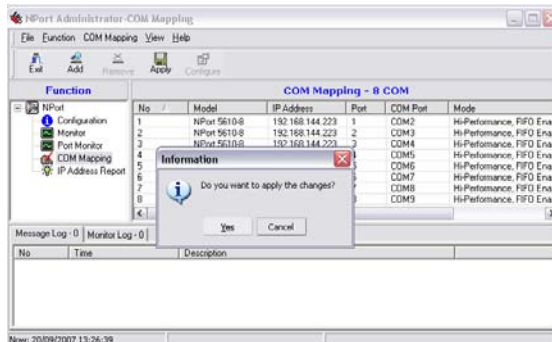 NPort Administrator-COM Mapping
File Function COM Mapping View Help
Exit Add Remove Apply Configure
Function
COM Mapping - 8 COM
NPort
Configuration
Monitor
Port Monitor
COM Mapping
IP Address Report
No Model IP Address Port COM Port Mode
1 NPort 5610-8 192.168.144.223 1 COM2 Hi-Performance, FIFO Ena
2 NPort 5610-8 192.168.144.223 2 COM3 Hi-Performance, FIFO Ena
3 NPort 5610-8 192.168.144.223 3 COM4 Hi-Performance, FIFO Ena
4 COM5 Hi-Performance, FIFO Ena
5 COM6 Hi-Performance, FIFO Ena
6 COM7 Hi-Performance, FIFO Ena
7 COM8 Hi-Performance, FIFO Ena
8 COM9 Hi-Performance, FIFO Ena
Information
Do you want to apply the changes?
Yes Cancel
Message Log - 0 Monitor Log - 0
No Time Description
Now: 20/09/2007 13:26:39